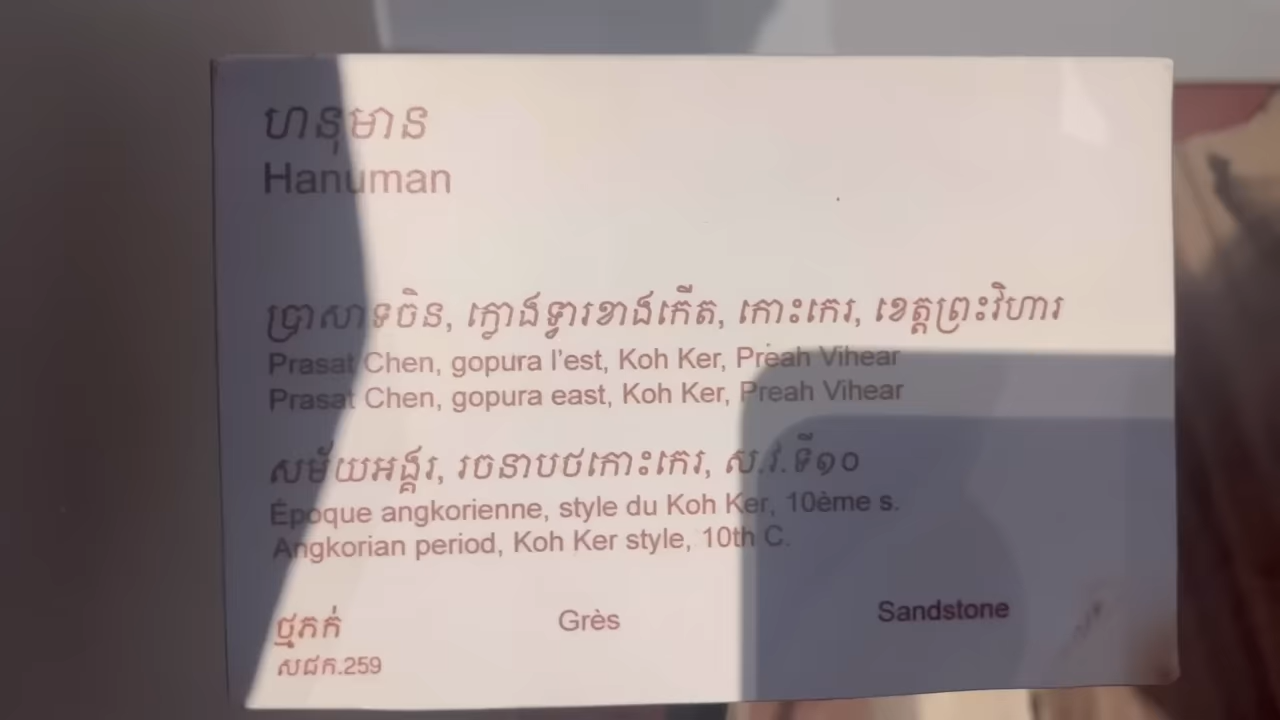 ហនុមាន
Hanuman
ប្រាសាទចិន, ក្លោងទ្វារខាងកើត, កោះកេរ, ខេត្តព្រះវិហារ
Prasat Chen, gopura l'est, Koh Ker, Préah Vihear
Prasat Chen, gopura east, Koh Ker, Preah Vihear
សម័យអង្គរ, រចនាបថកោះកេរ, ស.វ.ទី១០
Époque angkorienne, style du Koh Ker, 10ème s.
Angkorian period, Koh Ker style, 10th C.
ថ្មភក់ Grès Sandstone
សជក.259